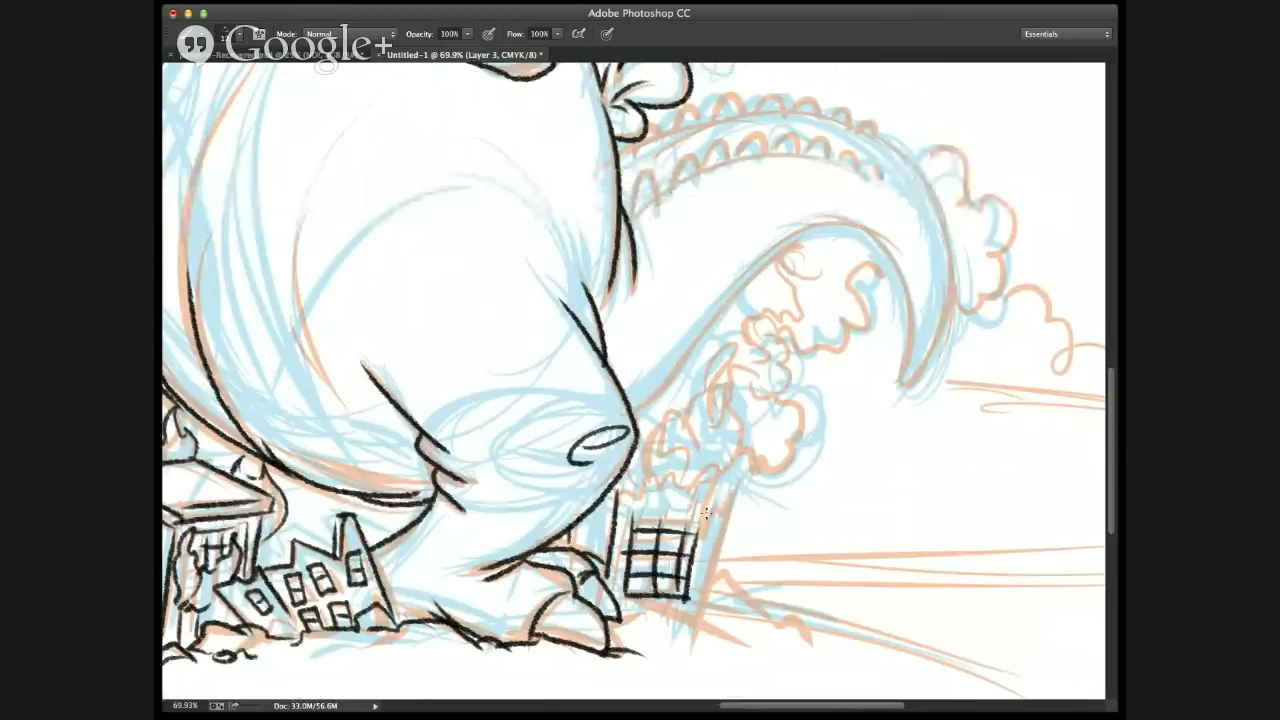 Adobe Photoshop CC
Google+
Mode: Normal
Opacity: 100%
Flow: 100%
Essentials
Untitled-1 @ 69.9% (Layer 3, CMYK/8) *
69.93%
Doc: 33.0M/56.6M